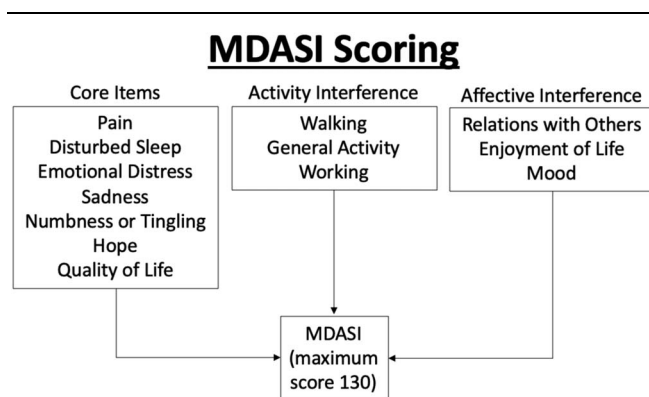 MDASI Scoring
Core Items
Pain
Disturbed Sleep
Emotional Distress
Sadness
Numbness or Tingling
Hope
Quality of Life
Activity Interference
Walking
General Activity
Working
Affective Interference
Relations with Others
Enjoyment of Life
Mood
MDASI
(maximum
score 130)